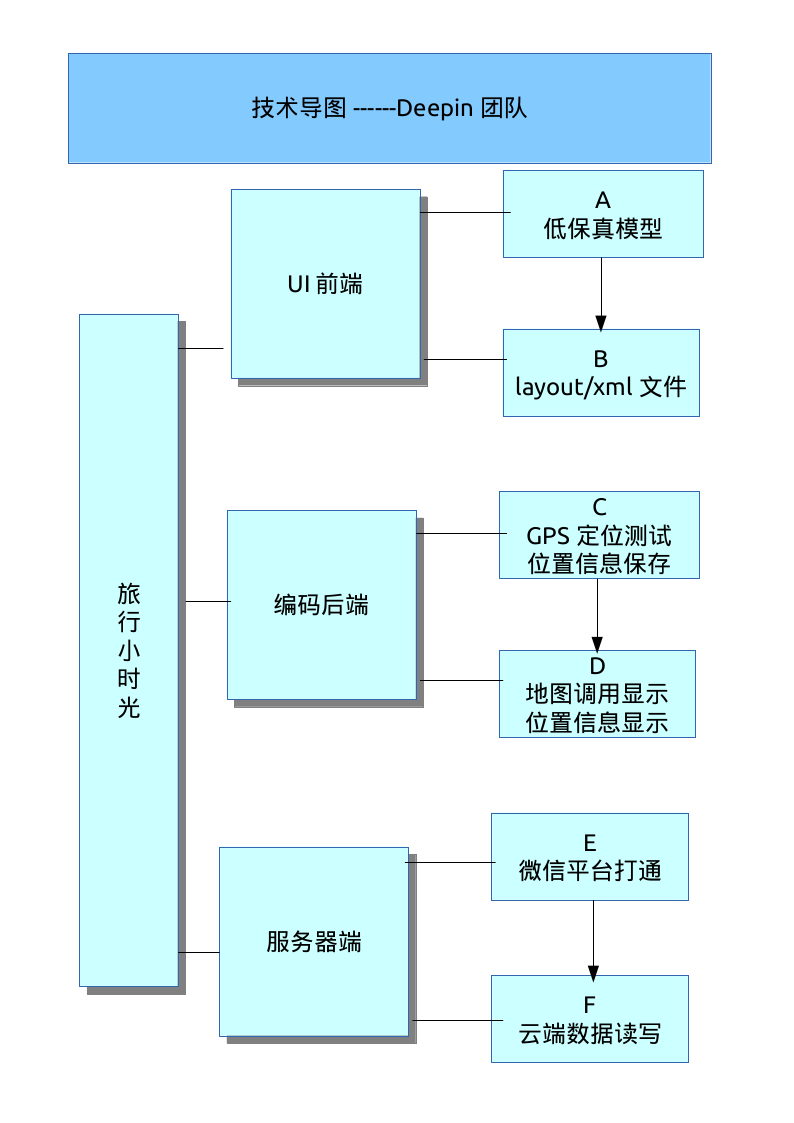 技术导图 ------Deepin 团队
A
低保真模型
UI 前端
B
layout/xml 文件
C
GPS 定位测试
位置信息保存
旅
行
小
时
光
编码后端
D
地图调用显示
位置信息显示
E
微信平台打通
服务器端
F
云端数据读写